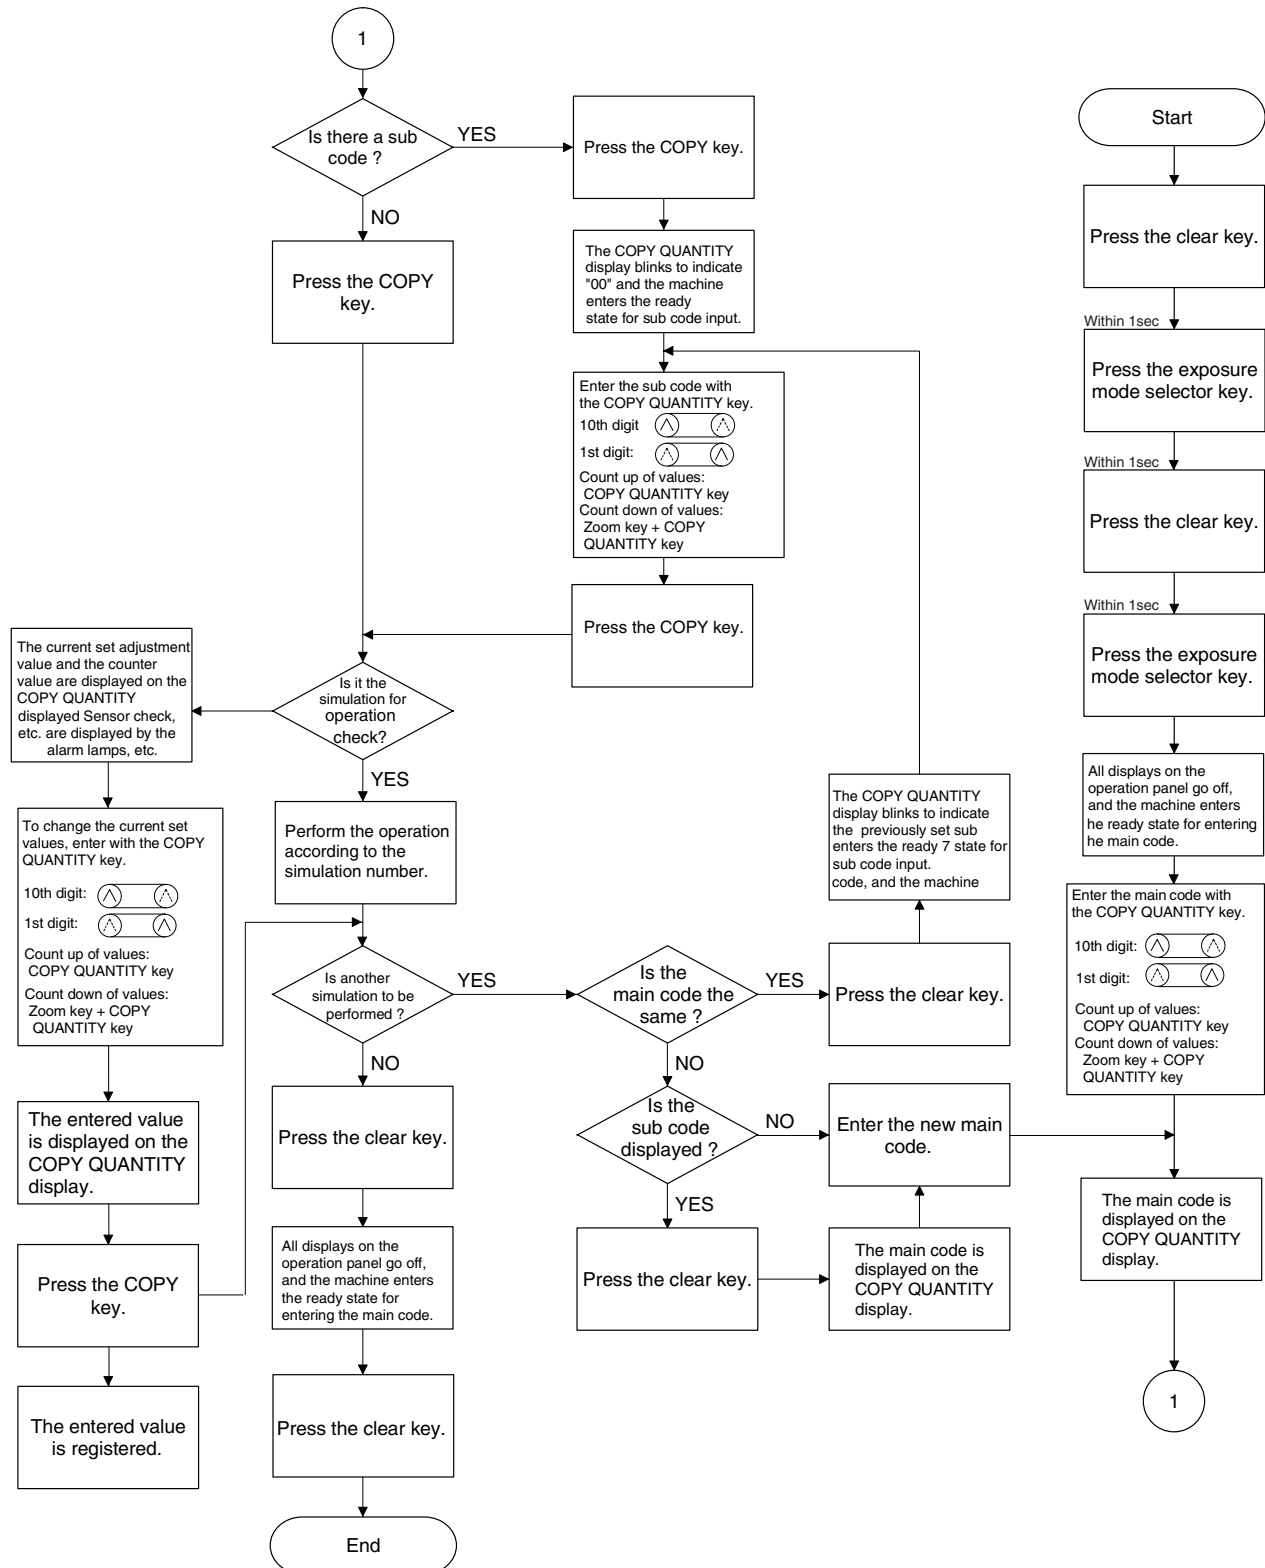 1
Is there a sub
code ?
YES
NO
Press the COPY key.
The COPY QUANTITY
display blinks to indicate
"00" and the machine
enters the ready
state for sub code input.
Press the COPY
key.
Enter the sub code with
the COPY QUANTITY key.
10th digit
1st digit:
Count up of values:
COPY QUANTITY key
Count down of values:
Zoom key + COPY
QUANTITY key
Press the COPY key.
Is it the
simulation for
operation
check?
YES
The current set adjustment
value and the counter
value are displayed on the
COPY QUANTITY
displayed Sensor check,
etc. are displayed by the
alarm lamps, etc.
To change the current set
values, enter with the COPY
QUANTITY key.
10th digit:
1st digit:
Count up of values:
COPY QUANTITY key
Count down of values:
Zoom key + COPY
QUANTITY key
The entered value
is displayed on the
COPY QUANTITY
display.
Press the COPY
key.
The entered value
is registered.
Perform the operation
according to the
simulation number.
Is another
simulation to be
performed ?
YES
NO
Press the clear key.
All displays on the
operation panel go off,
and the machine enters
the ready state for
entering the main code.
Press the clear key.
End
Is the
main code the
same ?
YES
NO
Press the clear key.
The COPY QUANTITY
display blinks to indicate
the previously set sub
enters the ready 7 state for
sub code input.
code, and the machine
Is the
sub code
displayed ?
NO
YES
Enter the new main
code.
Press the clear key.
The main code is
displayed on the
COPY QUANTITY
display.
Start
Press the clear key.
Within 1sec
Press the exposure
mode selector key.
Within 1sec
Press the clear key.
Within 1sec
Press the exposure
mode selector key.
All displays on the
operation panel go off,
and the machine enters
he ready state for entering
he main code.
Enter the main code with
the COPY QUANTITY key.
10th digit:
1st digit:
Count up of values:
COPY QUANTITY key
Count down of values:
Zoom key + COPY
QUANTITY key
The main code is
displayed on the
COPY QUANTITY
display.
1